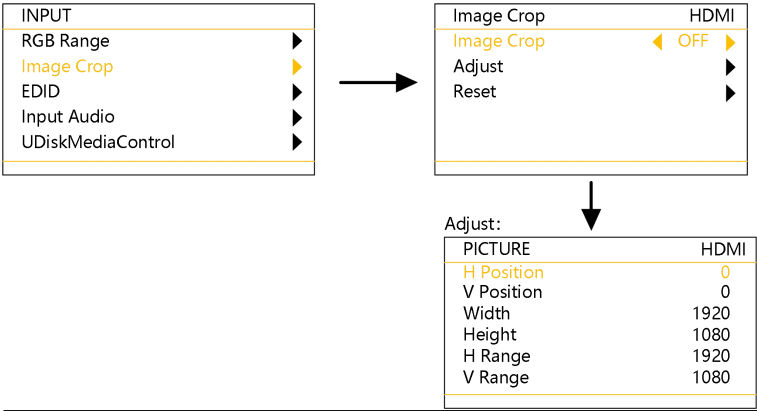 INPUT
RGB Range
Image Crop
EDID
Input Audio
UDiskMediaControl
Image Crop HDMI
Image Crop OFF
Adjust
Reset
Adjust:
PICTURE HDMI
H Position 0
V Position 0
Width 1920
Height 1080
H Range 1920
V Range 1080